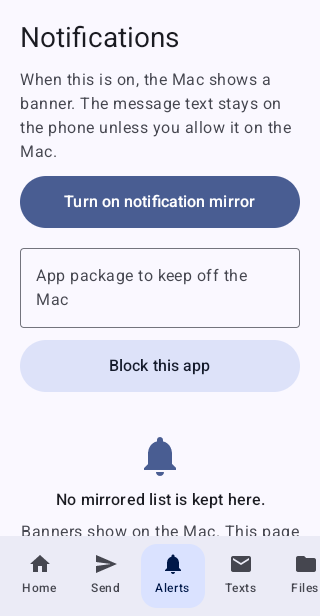 Notifications
When this is on, the Mac shows a
banner. The message text stays on
the phone unless you allow it on the
Mac.
Turn on notification mirror
App package to keep off the
Mac
Block this app
No mirrored list is kept here.
Banners show on the Mac. This page
Home
Send
Alerts
Texts
Files